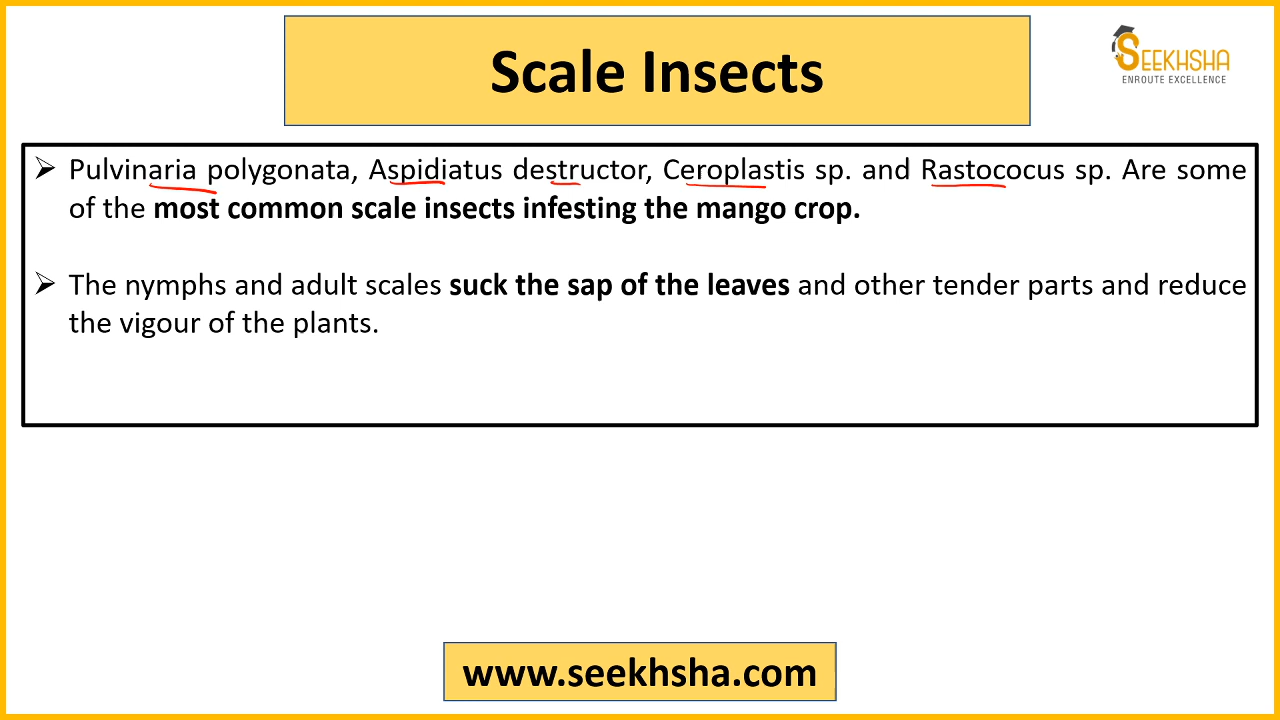 Scale Insects
SEEKHSHA
ENROUTE EXCELLENCE
➢ Pulvinaria polygonata, Aspidiatus destructor, Ceroplastis sp. and Rastococus sp. Are some
of the most common scale insects infesting the mango crop.
➢ The nymphs and adult scales suck the sap of the leaves and other tender parts and reduce
the vigour of the plants.
www.seekhsha.com